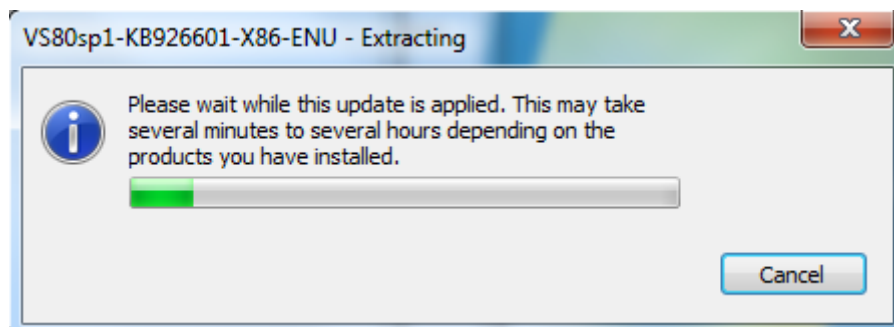 VS80sp1-KB926601-X86-ENU - Extracting
Please wait while this update is applied. This may take
several minutes to several hours depending on the
products you have installed.
Cancel